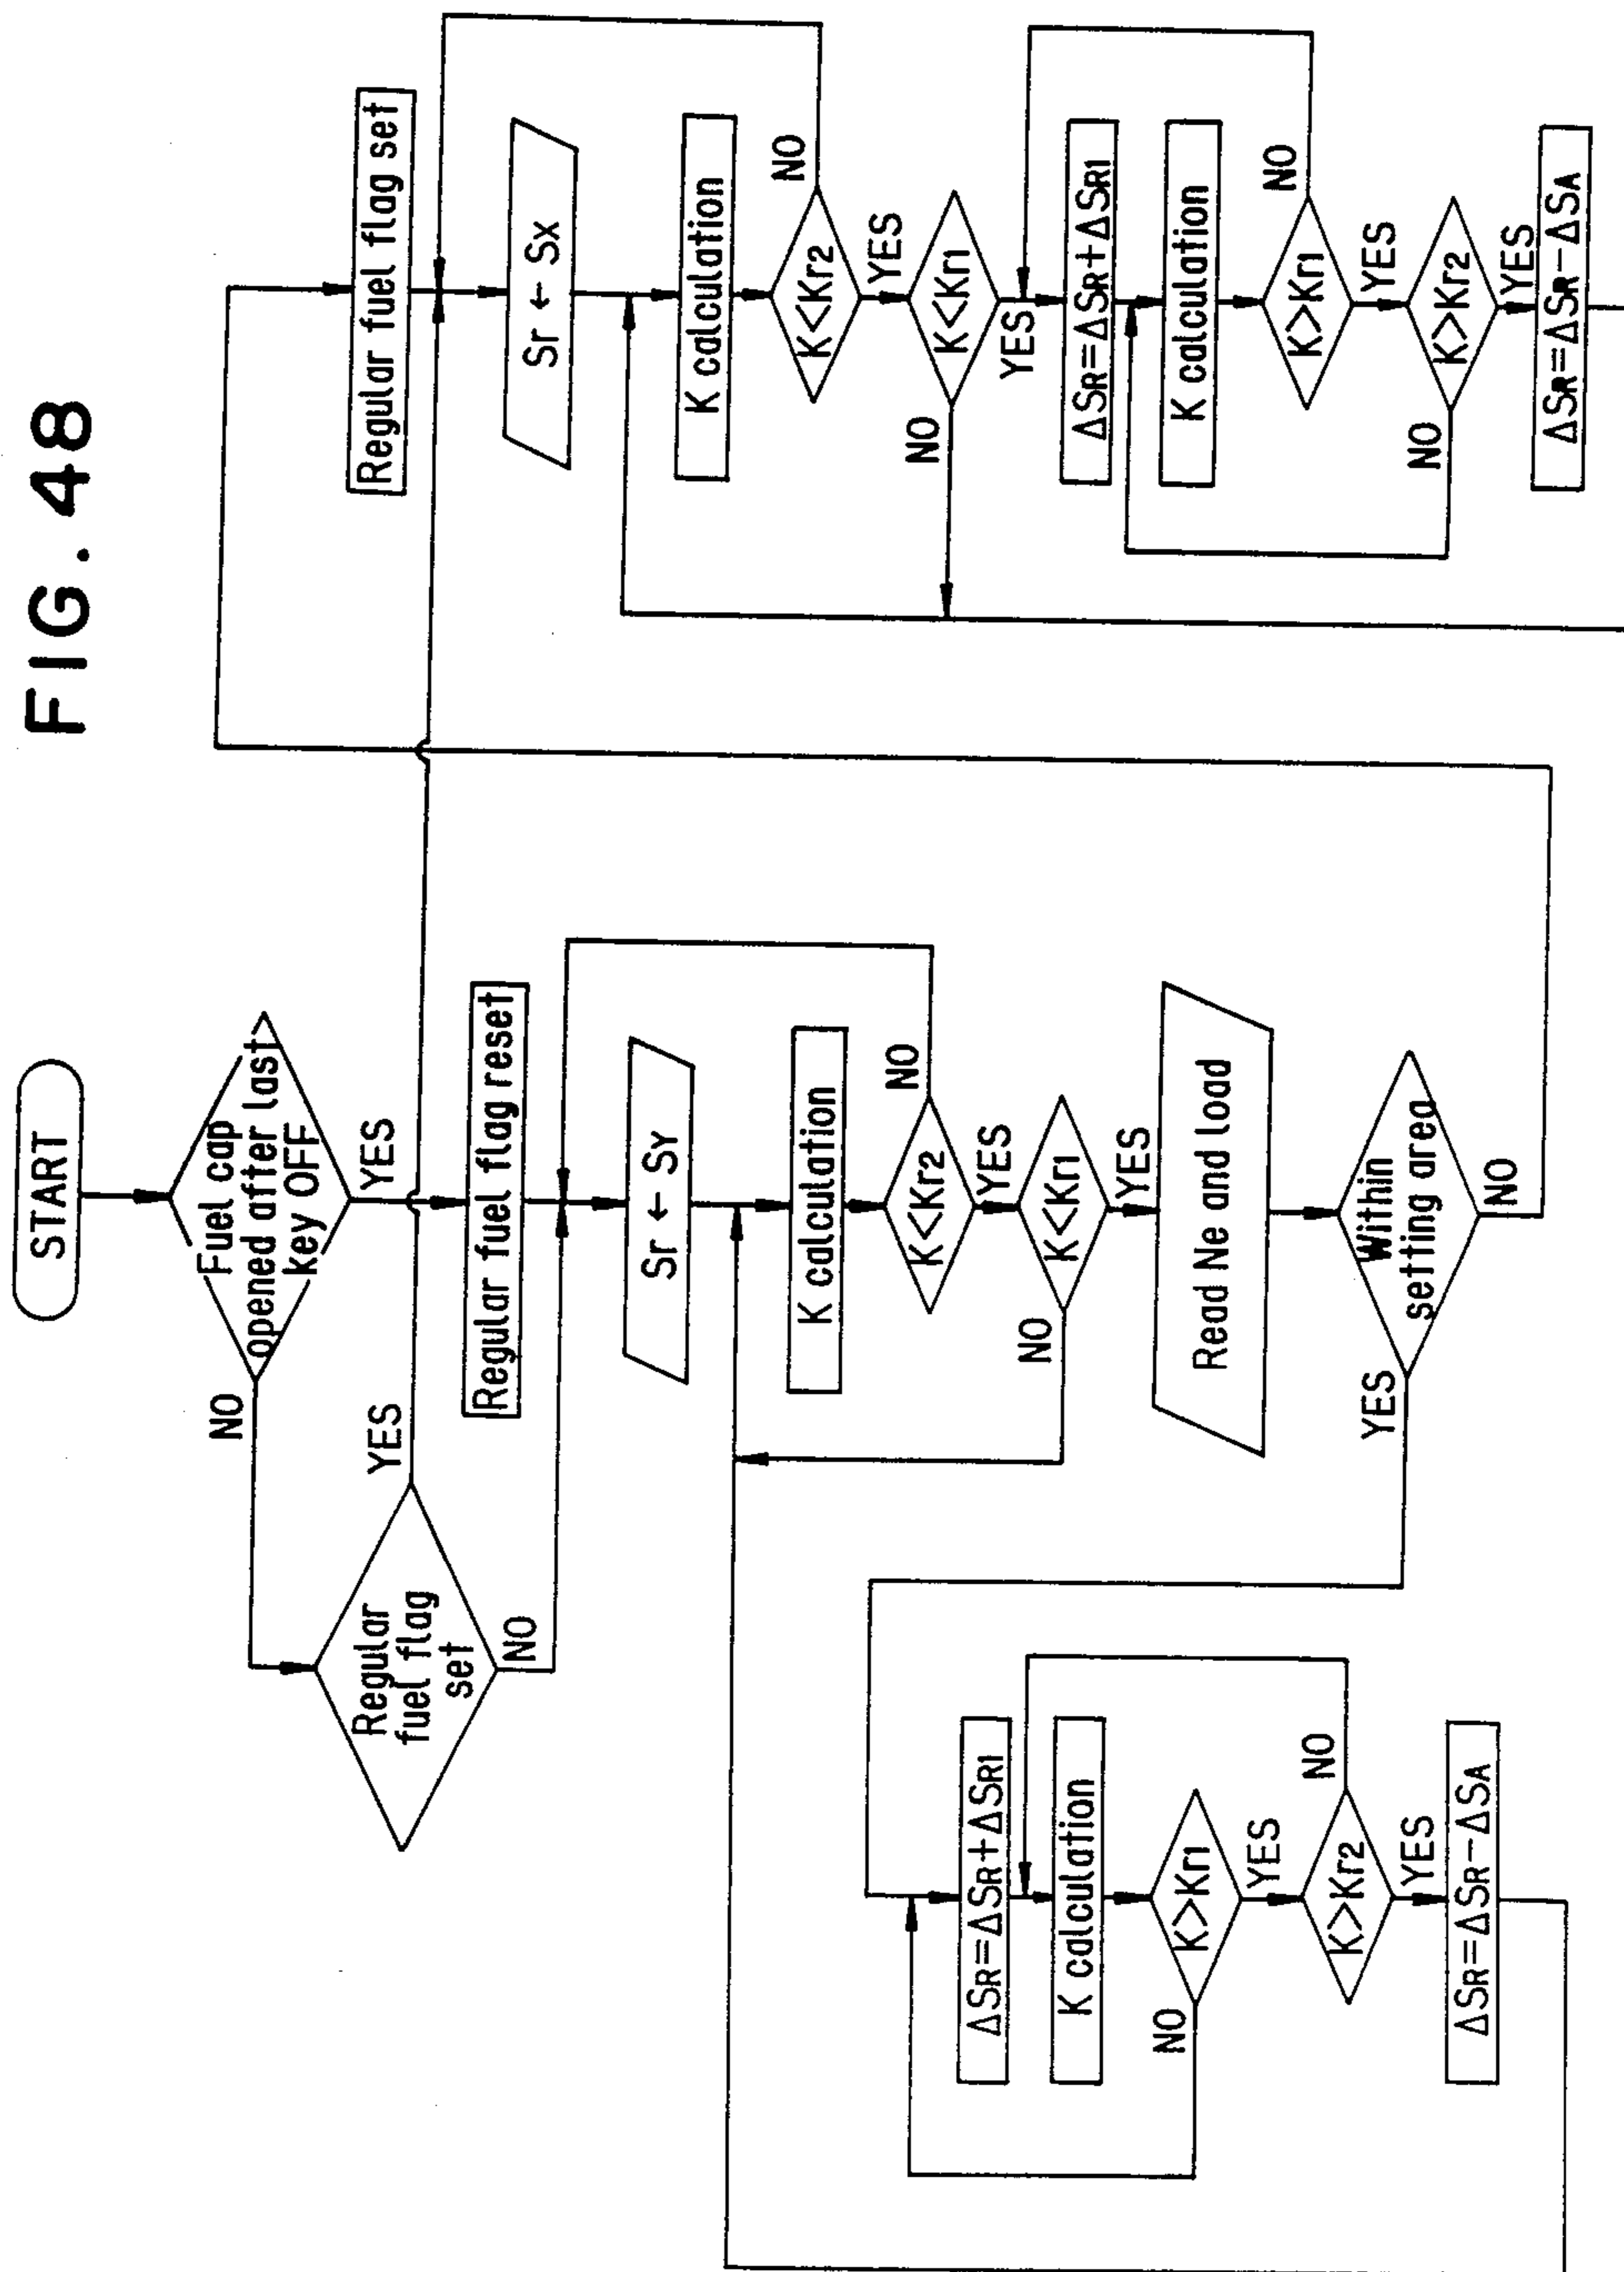 FIG. 48
START
Fuel cap
opened after last
key OFF
NO
YES
Regular
fuel flag
set
YES
NO
Regular fuel flag reset
Sr ← SY
K calculation
K<Kr2
NO
YES
K<Kr1
NO
YES
Read Ne and load
Within
setting area
YES
NO
ΔSR=ΔSR+ΔSR1
K calculation
K>Kr1
NO
YES
K>Kr2
NO
YES
ΔSR=ΔSR-ΔSA
Regular fuel flag set
Sr ← Sx
K calculation
K<Kr2
NO
YES
K<Kr1
NO
YES
ΔSR=ΔSR+ΔSR1
K calculation
K>Kr1
NO
YES
K>Kr2
NO
YES
ΔSR=ΔSR-ΔSA